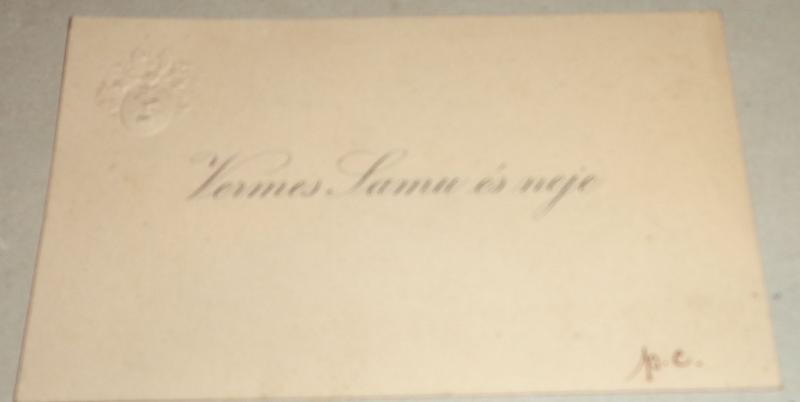 Vermes Samu és neje
p.c.